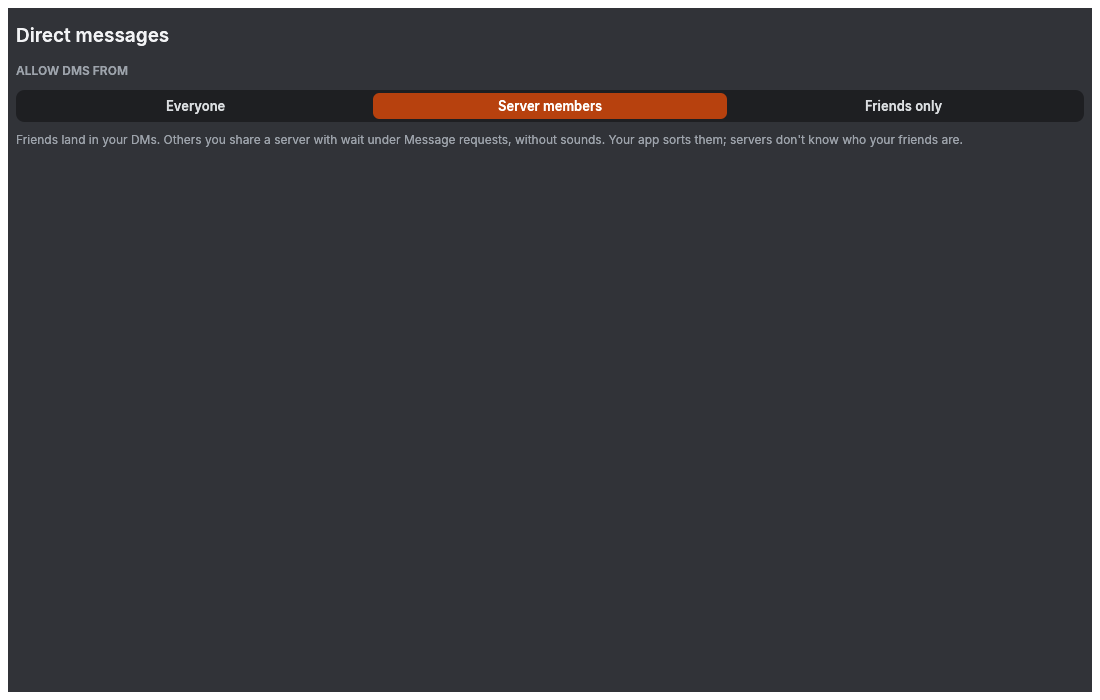 Direct messages
ALLOW DMS FROM
Everyone
Server members
Friends only
Friends land in your DMs. Others you share a server with wait under Message requests, without sounds. Your app sorts them; servers don't know who your friends are.